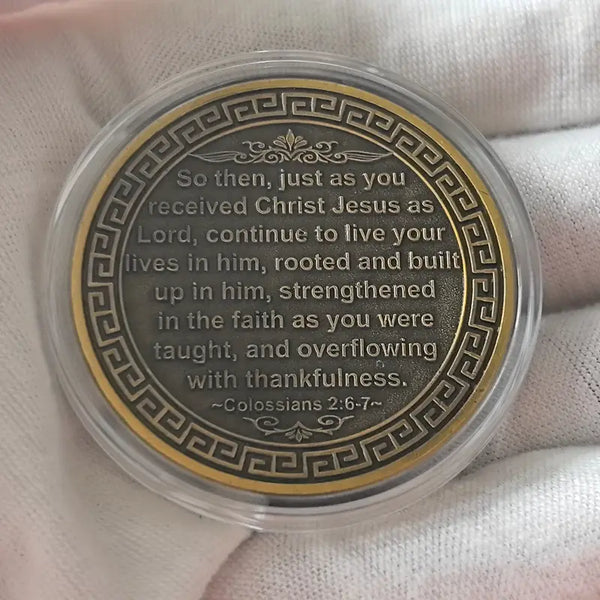 So then, just as you
received Christ Jesus as
Lord, continue to live your
lives in him, rooted and built
up in him, strengthened
in the faith as you were
taught, and overflowing
with thankfulness.
~Colossians 2:6-7~